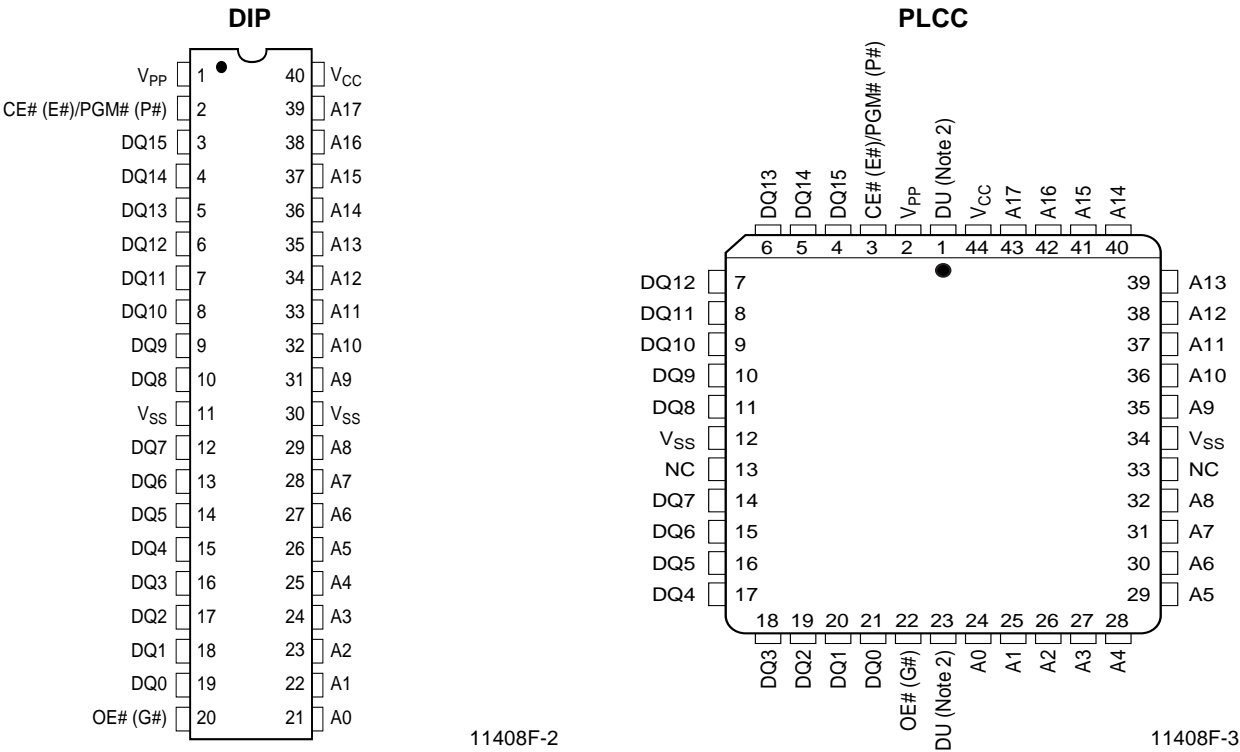 DIP
VPP 1 40 VCC
CE# (E#)/PGM# (P#) 2 39 A17
DQ15 3 38 A16
DQ14 4 37 A15
DQ13 5 36 A14
DQ12 6 35 A13
DQ11 7 34 A12
DQ10 8 33 A11
DQ9 9 32 A10
DQ8 10 31 A9
VSS 11 30 VSS
DQ7 12 29 A8
DQ6 13 28 A7
DQ5 14 27 A6
DQ4 15 26 A5
DQ3 16 25 A4
DQ2 17 24 A3
DQ1 18 23 A2
DQ0 19 22 A1
OE# (G#) 20 21 A0
11408F-2
PLCC
DQ13 DQ14 DQ15 CE# (E#)/PGM# (P#) VPP DU (Note 2) VCC A17 A16 A15 A14
6 5 4 3 2 1 44 43 42 41 40
DQ12 7 39 A13
DQ11 8 38 A12
DQ10 9 37 A11
DQ9 10 36 A10
DQ8 11 35 A9
VSS 12 34 VSS
NC 13 33 NC
DQ7 14 32 A8
DQ6 15 31 A7
DQ5 16 30 A6
DQ4 17 29 A5
18 19 20 21 22 23 24 25 26 27 28
DQ3 DQ2 DQ1 DQ0 OE# (G#) DU (Note 2) A0 A1 A2 A3 A4
11408F-3